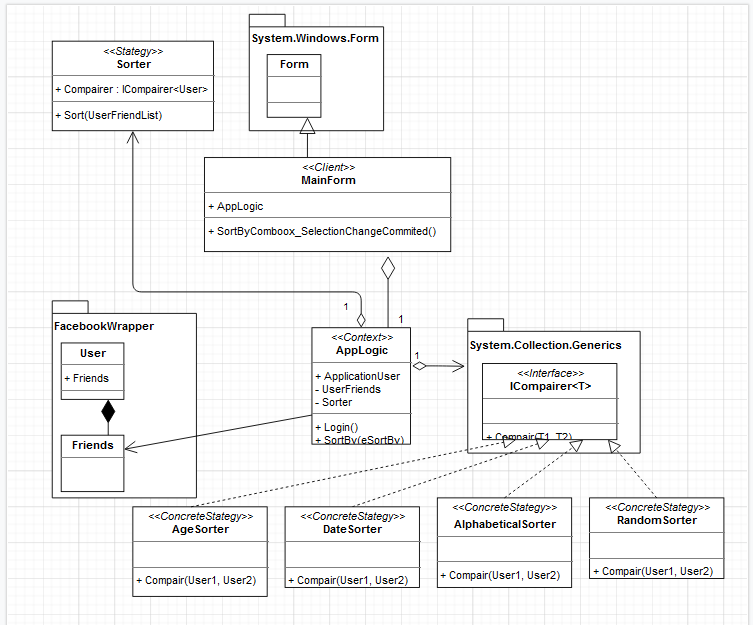 <<Stategy>>
Sorter
+ Compairer : ICompairer<User>
+ Sort(UserFriendList)
System.Windows.Form
Form
<<Client>>
MainForm
+ AppLogic
+ SortByComboox_SelectionChangeCommited()
1
1
FacebookWrapper
User
+ Friends
Friends
<<Context>>
AppLogic
+ ApplicationUser
- UserFriends
- Sorter
+ Login()
+ SortBy(eSortBy)
1
System.Collection.Generics
<<Interface>>
ICompairer<T>
+ Compair(T1, T2)
<<ConcreteStategy>>
AgeSorter
+ Compair(User1, User2)
<<ConcreteStategy>>
DateSorter
+ Compair(User1, User2)
<<ConcreteStategy>>
AlphabeticalSorter
+ Compair(User1, User2)
<<ConcreteStategy>>
RandomSorter
+ Compair(User1, User2)